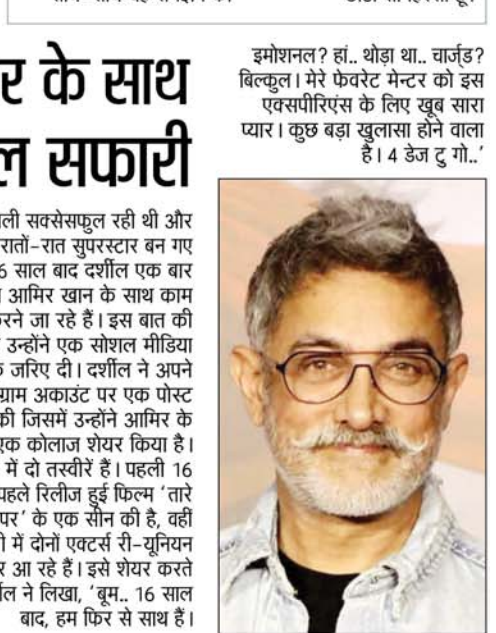 र के साथ
ल सफारी
ली सक्सेसफुल रही थी और
रातों-रात सुपरस्टार बन गए
6 साल बाद दर्शील एक बार
आमिर खान के साथ काम
रने जा रहे हैं। इस बात की
उन्होंने एक सोशल मीडिया
जरिए दी। दर्शील ने अपने
ग्राम अकाउंट पर एक पोस्ट
की जिसमें उन्होंने आमिर के
एक कोलाज शेयर किया है।
में दो तस्वीरें हैं। पहली 16
पहले रिलीज हुई फिल्म 'तारे
पर' के एक सीन की है, वहीं
ी में दोनों एक्टर्स री-यूनियन
र आ रहे हैं। इसे शेयर करते
ील ने लिखा, 'बूम.. 16 साल
बाद, हम फिर से साथ हैं।
इमोशनल? हां.. थोड़ा था.. चार्ज्ड?
बिल्कुल। मेरे फेवरेट मेन्टर को इस
एक्सपीरिएंस के लिए खूब सारा
प्यार। कुछ बड़ा खुलासा होने वाला
है। 4 डेज टु गो..'